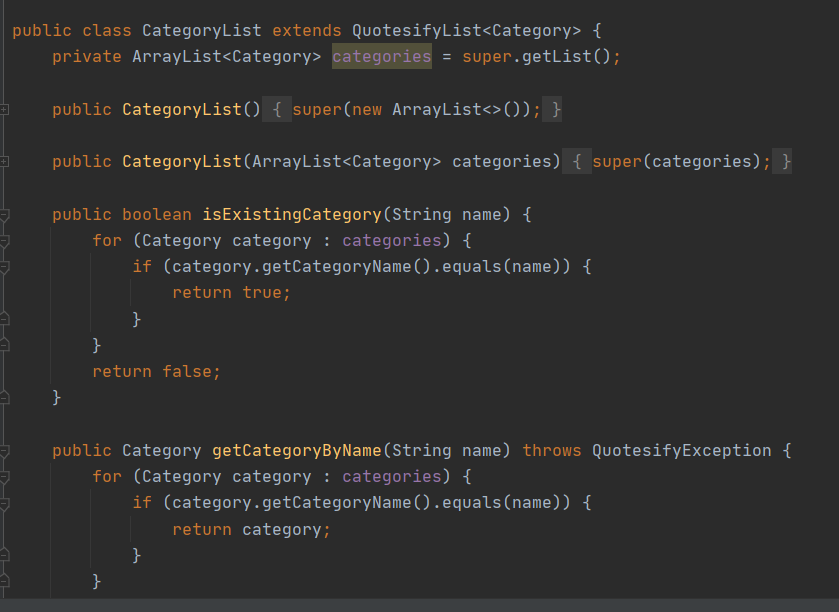 public class CategoryList extends QuotesifyList<Category> {
    private ArrayList<Category> categories = super.getList();
    public CategoryList() { super(new ArrayList<>()); }
    public CategoryList(ArrayList<Category> categories) { super(categories); }
    public boolean isExistingCategory(String name) {
        for (Category category : categories) {
            if (category.getCategoryName().equals(name)) {
                return true;
            }
        }
        return false;
    }
    public Category getCategoryByName(String name) throws QuotesifyException {
        for (Category category : categories) {
            if (category.getCategoryName().equals(name)) {
                return category;
            }
        }